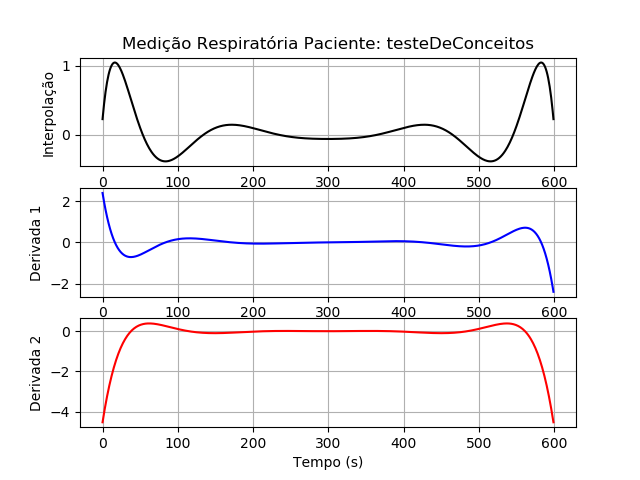 Medição Respiratória Paciente: testeDeConceitos
Interpolação
1
0
0 100 200 300 400 500 600
Derivada 1
2
0
−2
0 100 200 300 400 500 600
Derivada 2
0
−2
−4
0 100 200 300 400 500 600
Tempo (s)